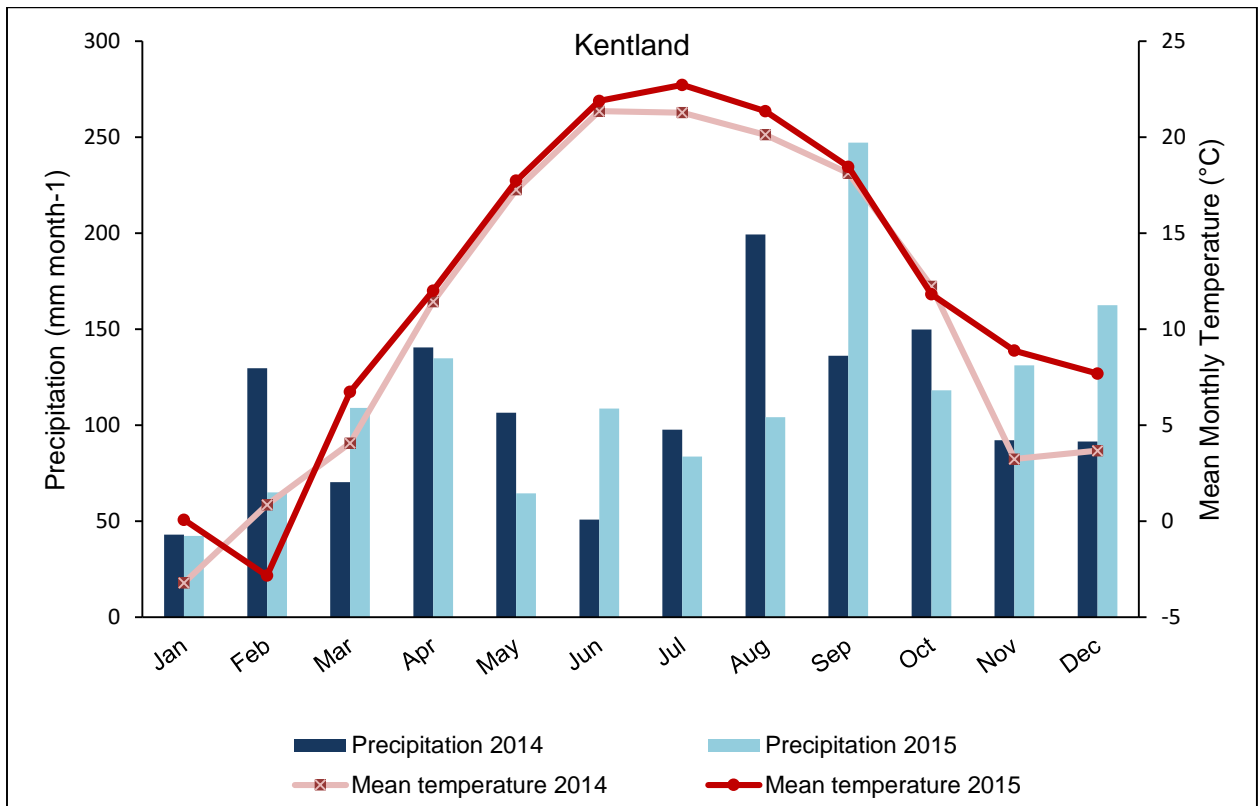 Kentland
Precipitation (mm month-1)
300
250
200
150
100
50
0
25
20
15
10
5
0
-5
Mean Monthly Temperature (°C)
Jan Feb Mar Apr May Jun Jul Aug Sep Oct Nov Dec
Precipitation 2014 Precipitation 2015
Mean temperature 2014 Mean temperature 2015